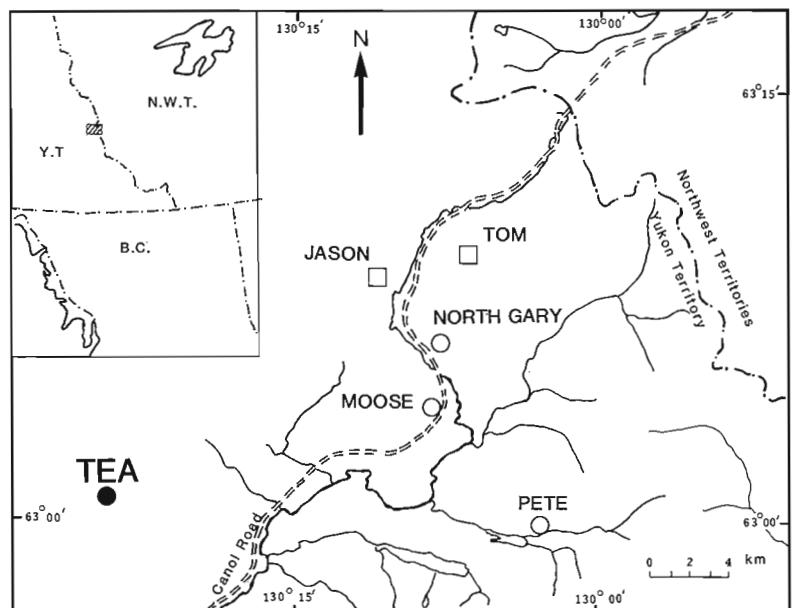 130°15′
130°00′
N
N.W.T.
63°15′
Y.T
B.C.
Northwest Territories
Yukon Territory
TOM
JASON
NORTH GARY
MOOSE
TEA
PETE
63°00′
63°00′
Canol Road
0 2 4 km
130°15′
130°00′